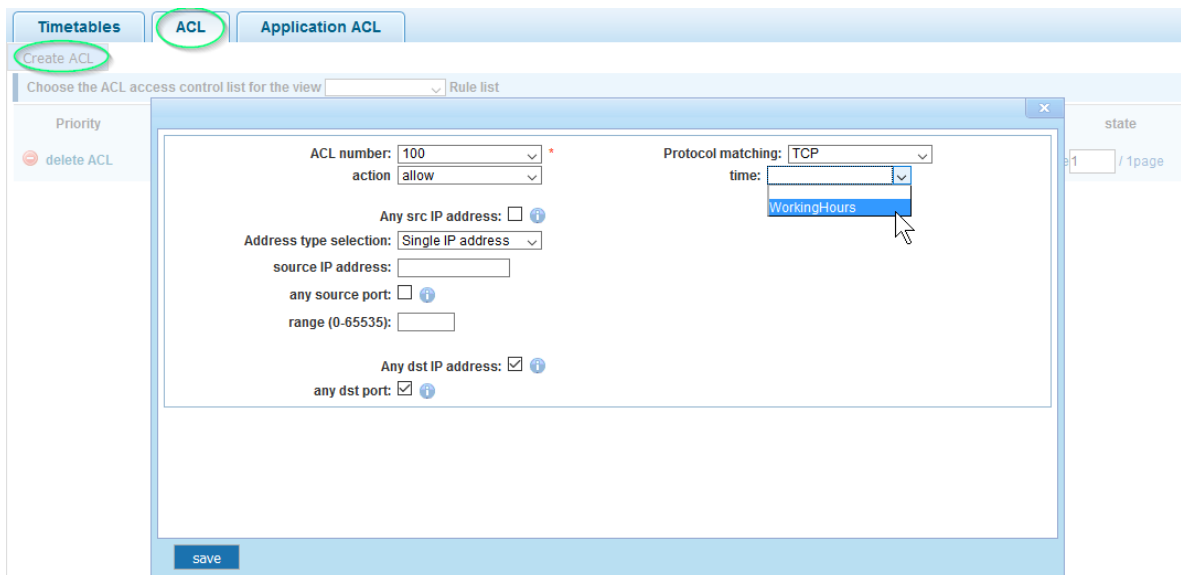 Timetables ACL Application ACL
Create ACL
Choose the ACL access control list for the view Rule list
x
Priority state
ACL number: 100 * Protocol matching: TCP
delete ACL 1 / 1page
action allow time:
WorkingHours
Any src IP address:
Address type selection: Single IP address
source IP address:
any source port:
range (0-65535):
Any dst IP address:
any dst port:
save